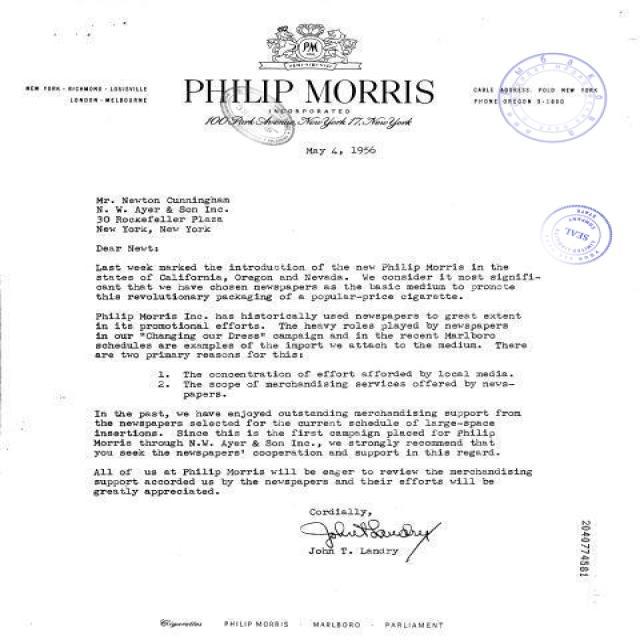 PM
NEW YORK - RICHMOND - LOUISVILLE
LONDON - MELBOURNE
PHILIP MORRIS
INCORPORATED
100 Park Avenue, New York 17, New York
CABLE ADDRESS, POLO NEW YORK
PHONE OREGON
May 4, 1956
Mr. Newton Cunningham
N. W. Ayer & Son Inc.
30 Rockefeller Plaza
New York, New York
Dear Newt:
Last week marked the introduction of the new Philip Morris in the
states of California, Oregon and Nevada. We consider it most signifi-
cant that we have chosen newspapers as the basic medium to promote
this revolutionary packaging of a popular-price cigarette.
Philip Morris Inc. has historically used newspapers to great extent
in its promotional efforts. The heavy roles played by newspapers
in our "Changing our Dress" campaign and in the recent Marlboro
schedules are examples of the import we attach to the medium. There
are two primary reasons for this:
1. The concentration of effort afforded by local media.
2. The scope of merchandising services offered by news-
papers.
In the past, we have enjoyed outstanding merchandising support from
the newspapers selected for the current schedule of large-space
insertions. Since this is the first campaign placed for Philip
Morris through N.W. Ayer & Son Inc., we strongly recommend that
you seek the newspapers' cooperation and support in this regard.
All of us at Philip Morris will be eager to review the merchandising
support accorded us by the newspapers and their efforts will be
greatly appreciated.
Cordially,
John T Landry
John T. Landry
SEAL
2040774581
Cigarettes PHILIP MORRIS · MARLBORO · PARLIAMENT